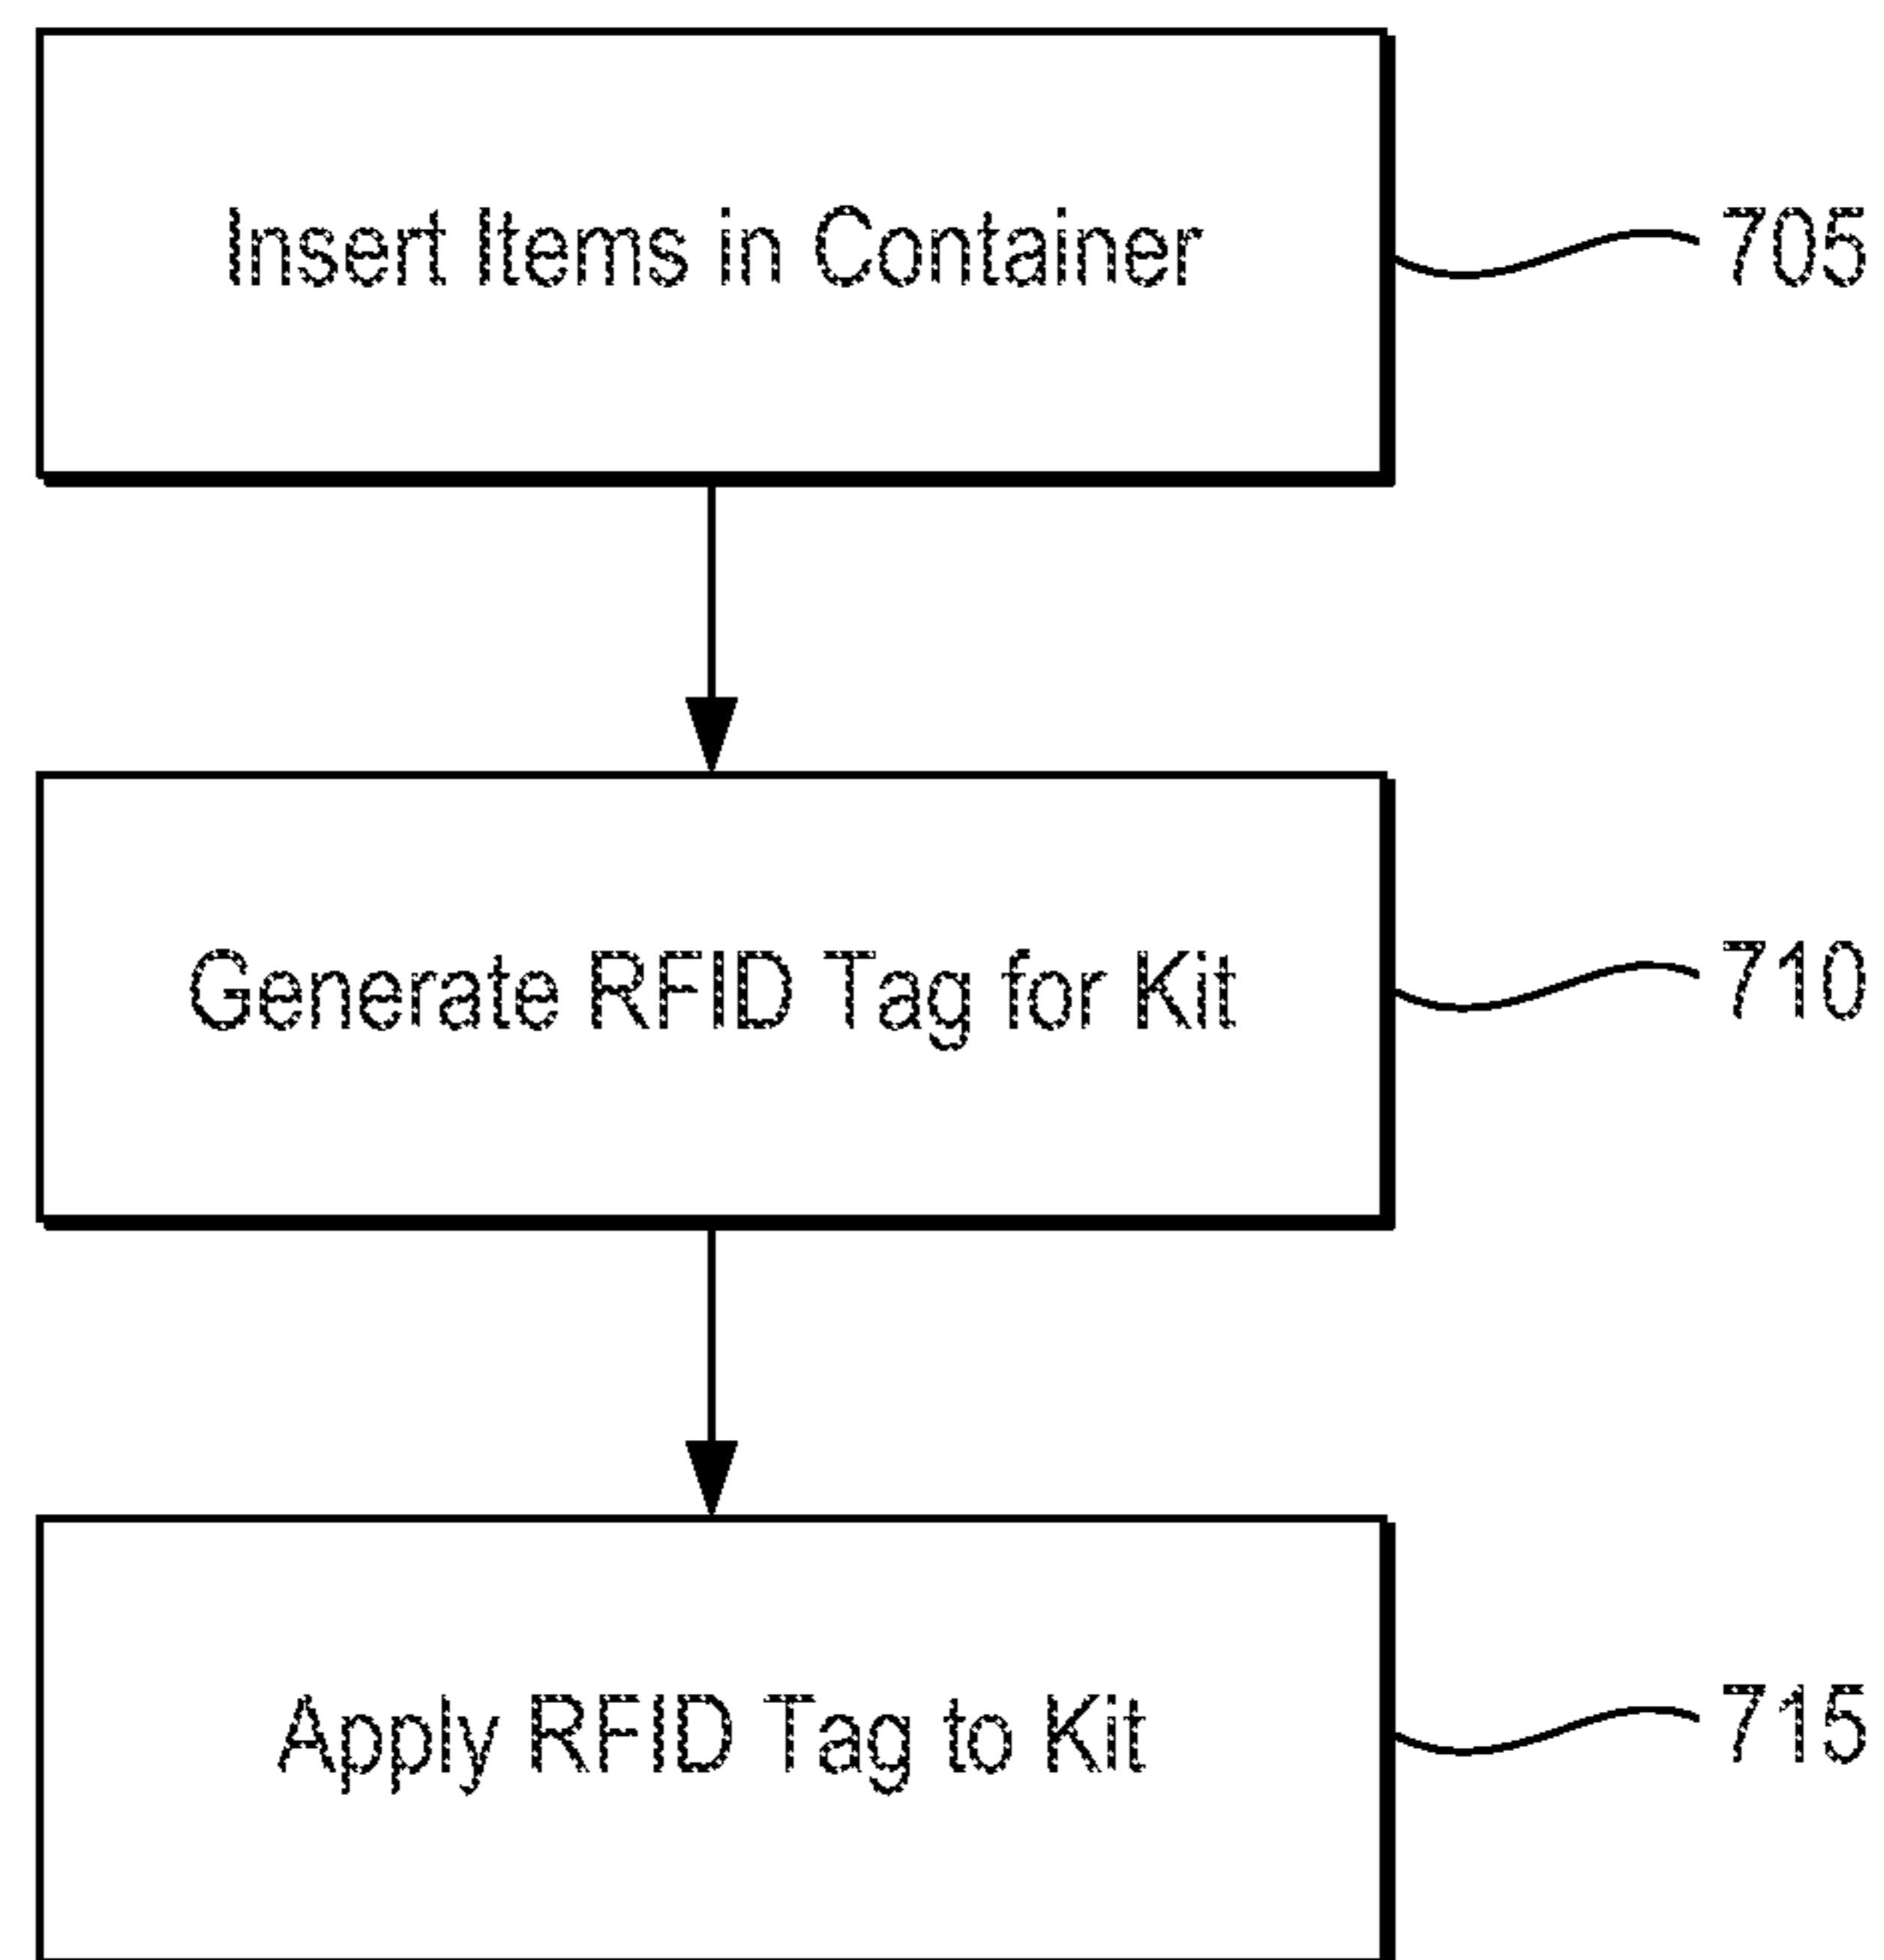 Insert Items in Container
705
Generate RFID Tag for Kit
710
Apply RFID Tag to Kit
715